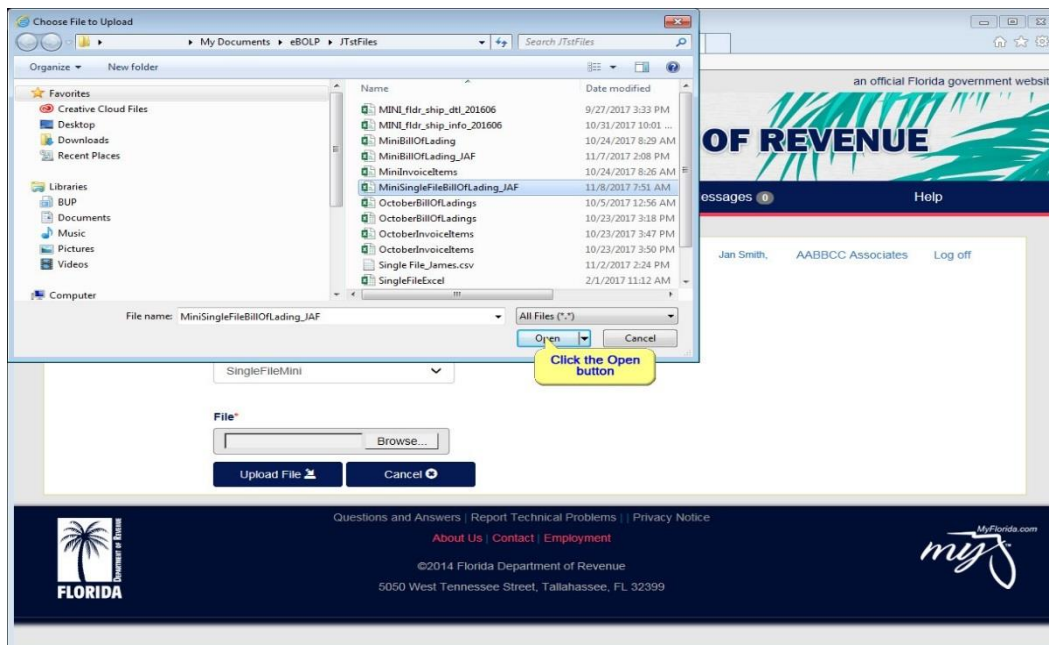 Choose File to Upload
My Documents ▸ eBOLP ▸ JTstFiles
Search JTstFiles
Organize
New folder
an official Florida government websit
OF REVENUE
Favorites
Creative Cloud Files
Desktop
Downloads
Recent Places
Libraries
BUP
Documents
Music
Pictures
Videos
Computer
Name Date modified
MINI_fldr_ship_dtl_201606 9/27/2017 3:33 PM
MINI_fldr_ship_info_201606 10/31/2017 10:01 ...
MiniBillOfLading 10/24/2017 8:29 AM
MiniBillOfLading_JAF 11/7/2017 2:08 PM
MiniInvoiceItems 10/24/2017 8:26 AM
MiniSingleFileBillOfLading_JAF 11/8/2017 7:51 AM
OctoberBillOfLadings 10/5/2017 12:56 AM
OctoberBillOfLadings 10/23/2017 3:18 PM
OctoberInvoiceItems 10/23/2017 3:47 PM
OctoberInvoiceItems 10/23/2017 3:50 PM
Single File_James.csv 11/2/2017 2:24 PM
SingleFileExcel 2/1/2017 11:12 AM
File name: MiniSingleFileBillOfLading_JAF
All Files (*.*)
Open
Cancel
Click the Open
button
essages 0
Help
Jan Smith, AABBCC Associates Log off
SingleFileMini
File*
Browse...
Upload File
Cancel
Questions and Answers | Report Technical Problems | | Privacy Notice
About Us | Contact | Employment
©2014 Florida Department of Revenue
5050 West Tennessee Street, Tallahassee, FL 32399
DEPARTMENT OF REVENUE
FLORIDA
MyFlorida.com
my